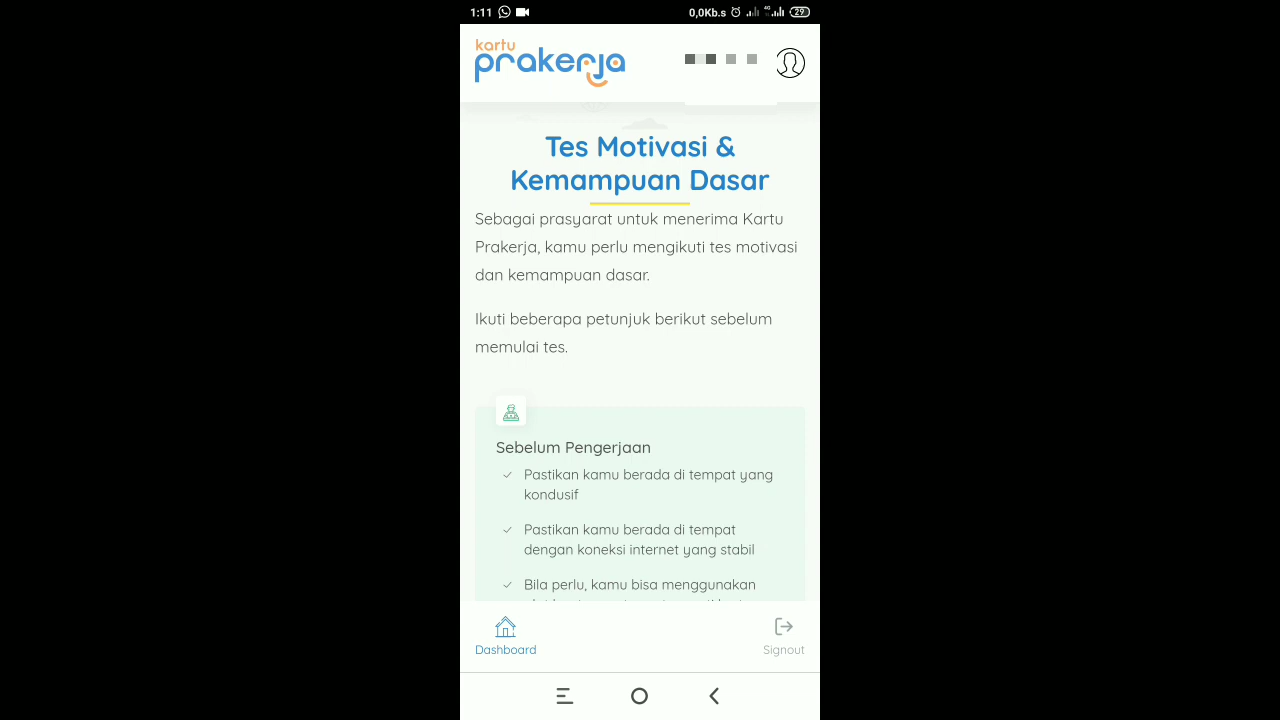 1:11
0,0Kb.s
4G
29
kartu
prakerja
Tes Motivasi &
Kemampuan Dasar
Sebagai prasyarat untuk menerima Kartu
Prakerja, kamu perlu mengikuti tes motivasi
dan kemampuan dasar.
Ikuti beberapa petunjuk berikut sebelum
memulai tes.
Sebelum Pengerjaan
Pastikan kamu berada di tempat yang
kondusif
Pastikan kamu berada di tempat
dengan koneksi internet yang stabil
Bila perlu, kamu bisa menggunakan
Dashboard
Signout